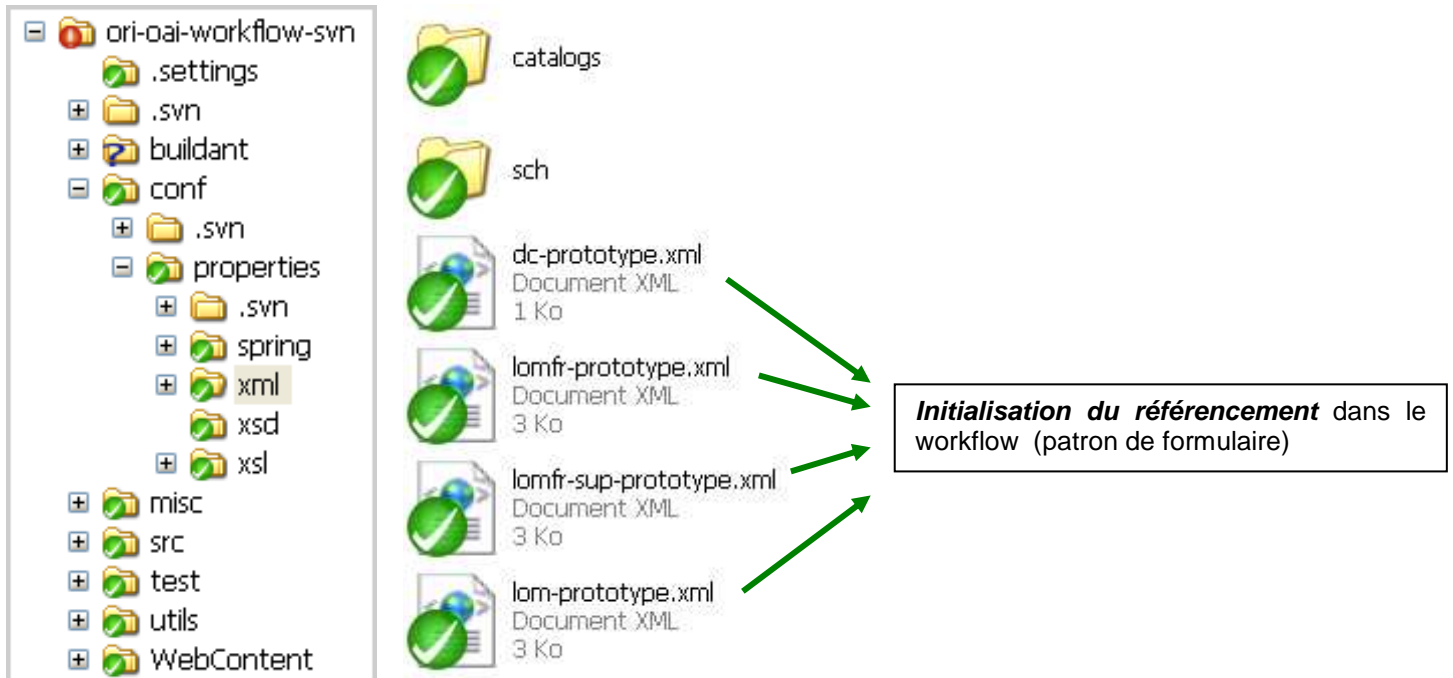 ori-oai-workflow-svn
.settings
.svn
buildant
conf
.svn
properties
.svn
spring
xml
xsd
xsl
misc
src
test
utils
WebContent
catalogs
sch
dc-prototype.xml
Document XML
1 Ko
lomfr-prototype.xml
Document XML
3 Ko
lomfr-sup-prototype.xml
Document XML
3 Ko
lom-prototype.xml
Document XML
3 Ko
Initialisation du référencement dans le
workflow (patron de formulaire)